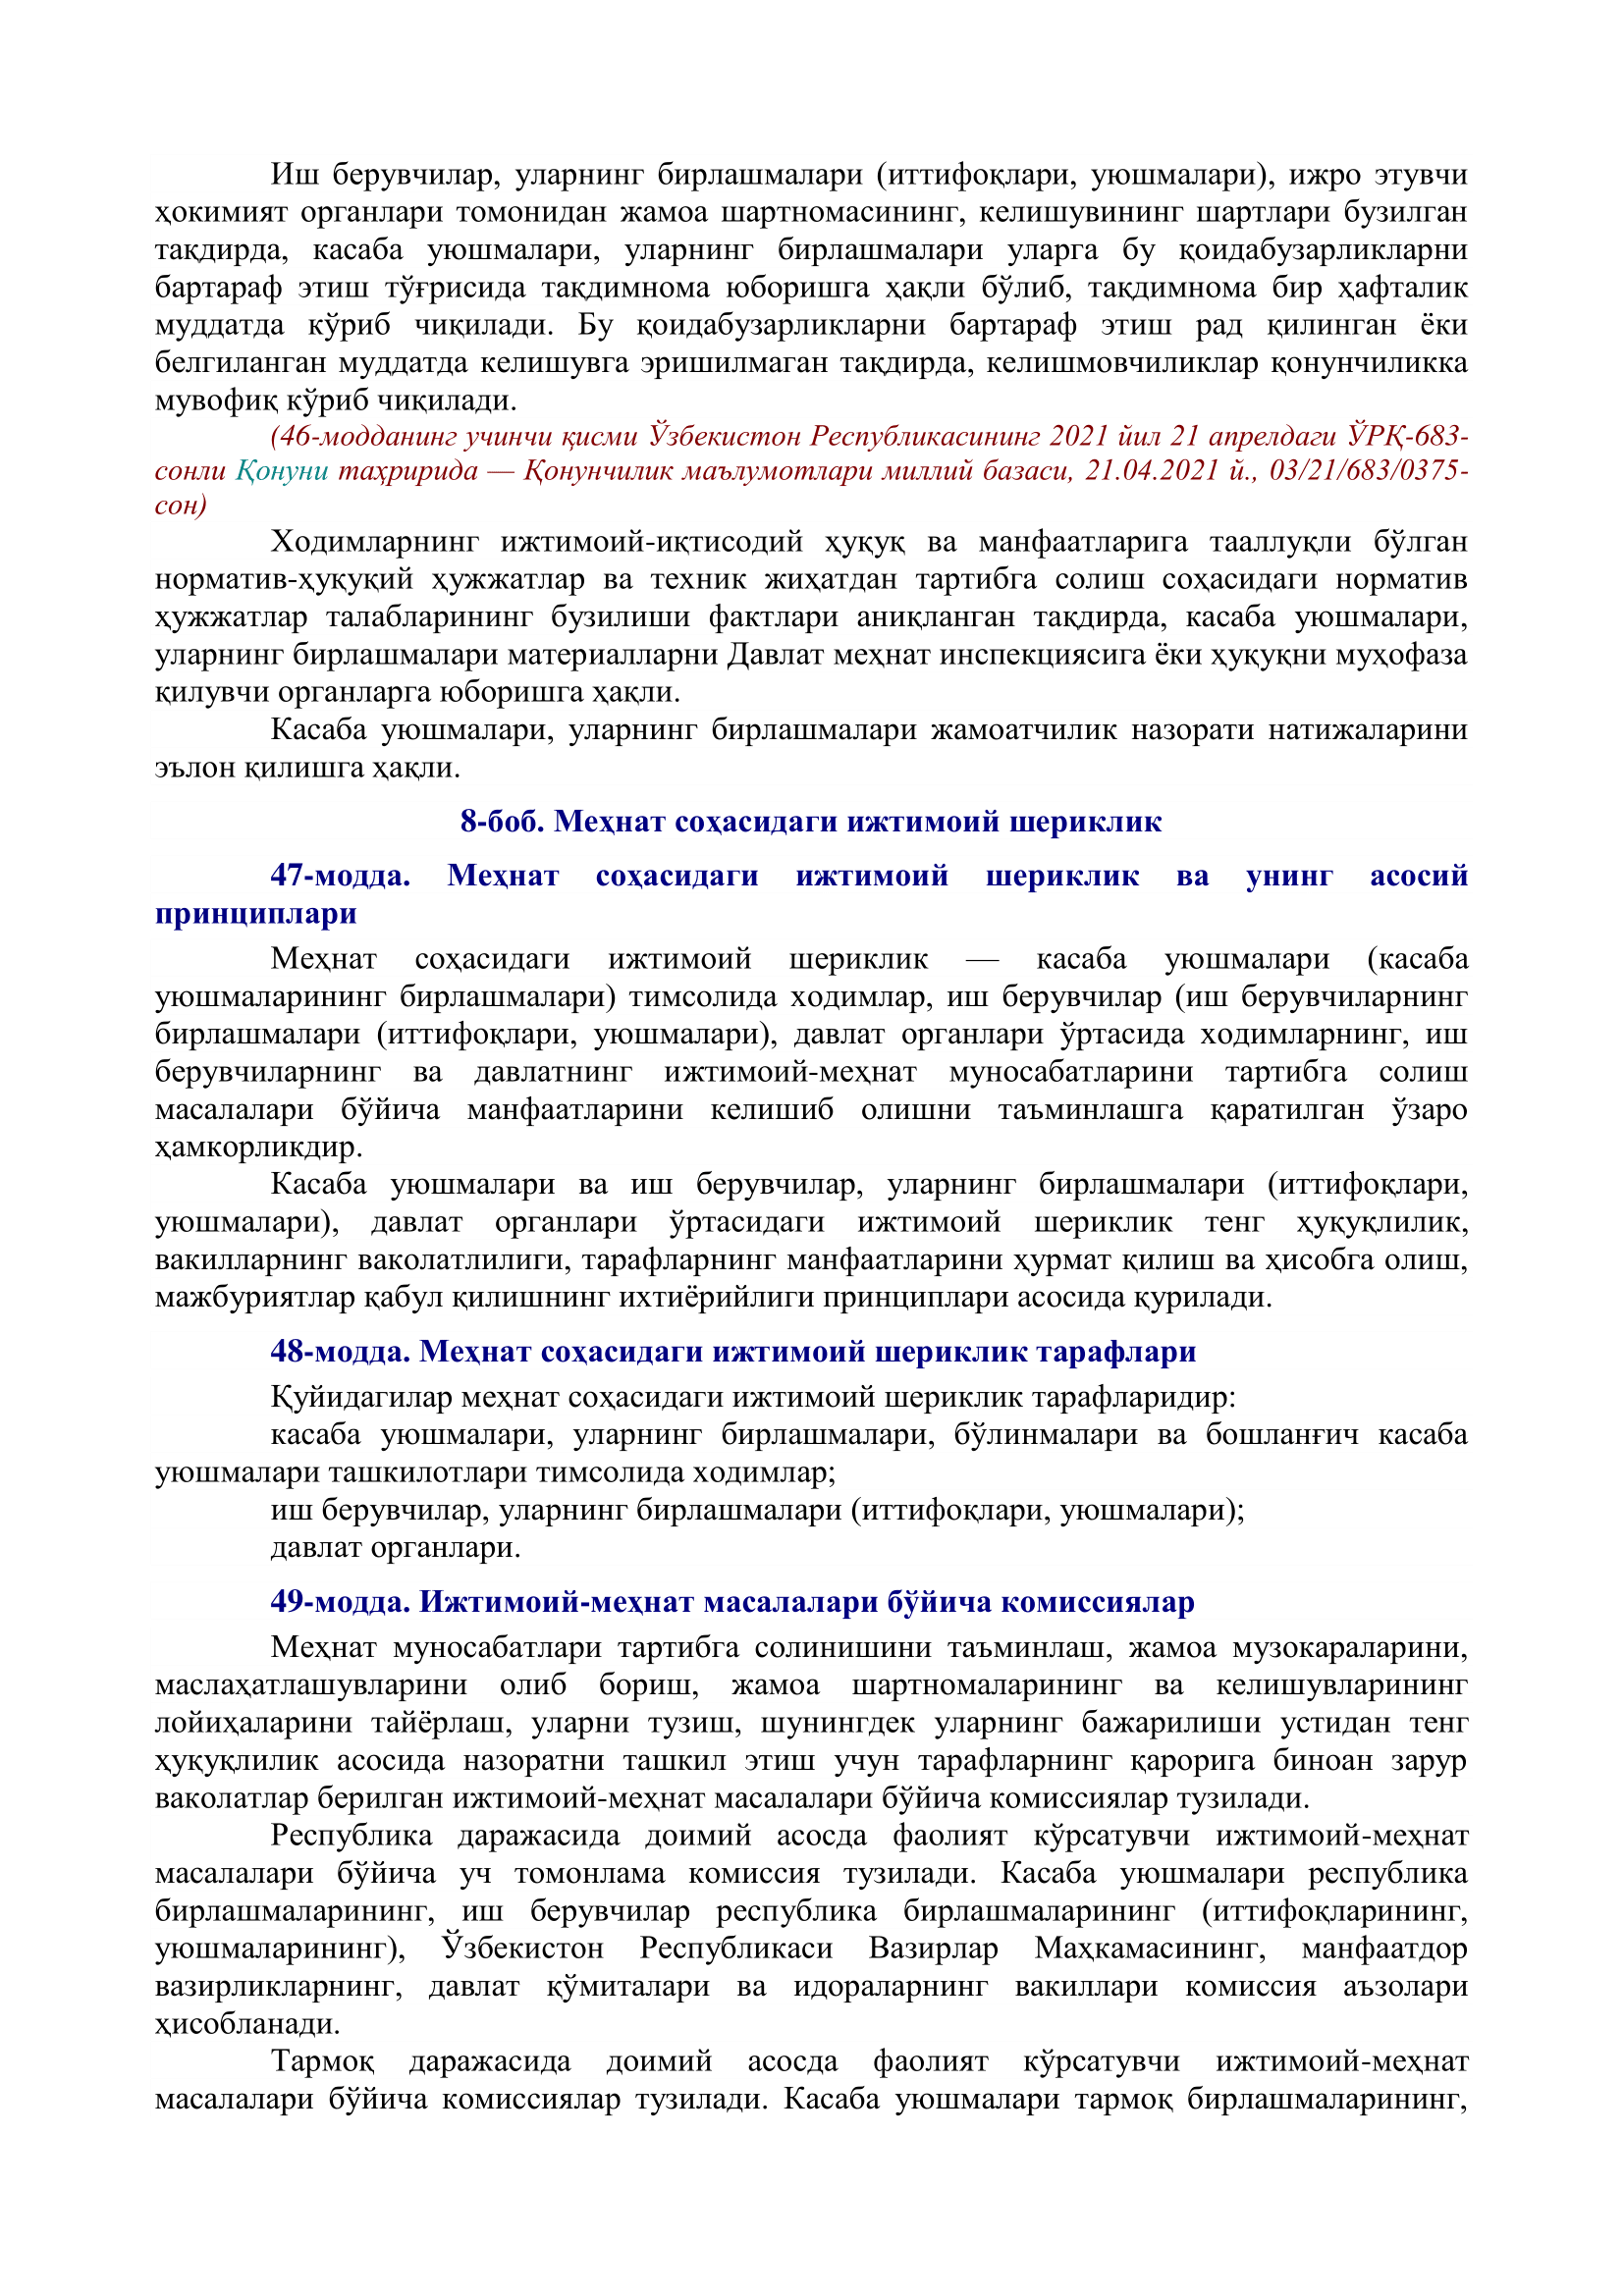 Иш берувчилар, уларнинг бирлашмалари (иттифоқлари, уюшмалари), ижро этувчи
ҳокимият органлари томонидан жамоа шартномасининг, келишувининг шартлари бузилган
тақдирда, касаба уюшмалари, уларнинг бирлашмалари уларга бу қоидабузарликларни
бартараф этиш тўғрисида тақдимнома юборишга ҳақли бўлиб, тақдимнома бир ҳафталик
муддатда кўриб чиқилади. Бу қоидабузарликларни бартараф этиш рад қилинган ёки
белгиланган муддатда келишувга эришилмаган тақдирда, келишмовчиликлар қонунчиликка
мувофиқ кўриб чиқилади.
(46-модданинг учинчи қисми Ўзбекистон Республикасининг 2021 йил 21 апрелдаги ЎРҚ-683-
сонли Қонуни таҳририда — Қонунчилик маълумотлари миллий базаси, 21.04.2021 й., 03/21/683/0375-
сон)
Ходимларнинг ижтимоий-иқтисодий ҳуқуқ ва манфаатларига тааллуқли бўлган
норматив-ҳуқуқий ҳужжатлар ва техник жиҳатдан тартибга солиш соҳасидаги норматив
ҳужжатлар талабларининг бузилиши фактлари аниқланган тақдирда, касаба уюшмалари,
уларнинг бирлашмалари материалларни Давлат меҳнат инспекциясига ёки ҳуқуқни муҳофаза
қилувчи органларга юборишга ҳақли.
Касаба уюшмалари, уларнинг бирлашмалари жамоатчилик назорати натижаларини
эълон қилишга ҳақли.
8-боб. Меҳнат соҳасидаги ижтимоий шериклик
47-модда. Меҳнат соҳасидаги ижтимоий шериклик ва унинг асосий
принциплари
Меҳнат соҳасидаги ижтимоий шериклик — касаба уюшмалари (касаба
уюшмаларининг бирлашмалари) тимсолида ходимлар, иш берувчилар (иш берувчиларнинг
бирлашмалари (иттифоқлари, уюшмалари), давлат органлари ўртасида ходимларнинг, иш
берувчиларнинг ва давлатнинг ижтимоий-меҳнат муносабатларини тартибга солиш
масалалари бўйича манфаатларини келишиб олишни таъминлашга қаратилган ўзаро
ҳамкорликдир.
Касаба уюшмалари ва иш берувчилар, уларнинг бирлашмалари (иттифоқлари,
уюшмалари), давлат органлари ўртасидаги ижтимоий шериклик тенг ҳуқуқлилик,
вакилларнинг ваколатлилиги, тарафларнинг манфаатларини ҳурмат қилиш ва ҳисобга олиш,
мажбуриятлар қабул қилишнинг ихтиёрийлиги принциплари асосида қурилади.
48-модда. Меҳнат соҳасидаги ижтимоий шериклик тарафлари
Қуйидагилар меҳнат соҳасидаги ижтимоий шериклик тарафларидир:
касаба уюшмалари, уларнинг бирлашмалари, бўлинмалари ва бошланғич касаба
уюшмалари ташкилотлари тимсолида ходимлар;
иш берувчилар, уларнинг бирлашмалари (иттифоқлари, уюшмалари);
давлат органлари.
49-модда. Ижтимоий-меҳнат масалалари бўйича комиссиялар
Меҳнат муносабатлари тартибга солинишини таъминлаш, жамоа музокараларини,
маслаҳатлашувларини олиб бориш, жамоа шартномаларининг ва келишувларининг
лойиҳаларини тайёрлаш, уларни тузиш, шунингдек уларнинг бажарилиши устидан тенг
ҳуқуқлилик асосида назоратни ташкил этиш учун тарафларнинг қарорига биноан зарур
ваколатлар берилган ижтимоий-меҳнат масалалари бўйича комиссиялар тузилади.
Республика даражасида доимий асосда фаолият кўрсатувчи ижтимоий-меҳнат
масалалари бўйича уч томонлама комиссия тузилади. Касаба уюшмалари республика
бирлашмаларининг, иш берувчилар республика бирлашмаларининг (иттифоқларининг,
уюшмаларининг), Ўзбекистон Республикаси Вазирлар Маҳкамасининг, манфаатдор
вазирликларнинг, давлат қўмиталари ва идораларнинг вакиллари комиссия аъзолари
ҳисобланади.
Тармоқ даражасида доимий асосда фаолият кўрсатувчи ижтимоий-меҳнат
масалалари бўйича комиссиялар тузилади. Касаба уюшмалари тармоқ бирлашмаларининг,